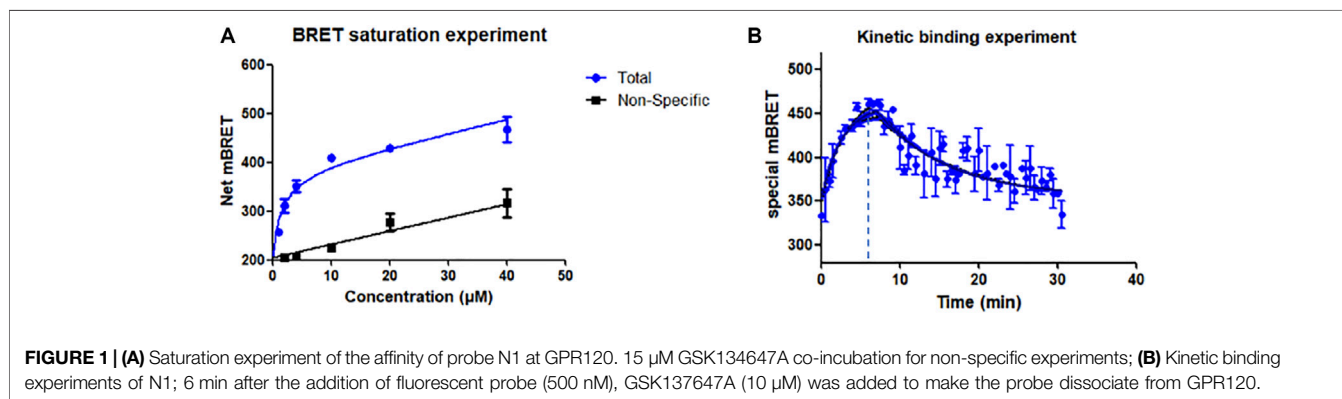 A
BRET saturation experiment
Net mBRET
500
400
300
200
0
10
20
30
40
50
Concentration (µM)
Total
Non-Specific
B
Kinetic binding experiment
special mBRET
500
450
400
350
300
0
10
20
30
40
Time (min)
FIGURE 1 | (A) Saturation experiment of the affinity of probe N1 at GPR120. 15 µM GSK134647A co-incubation for non-specific experiments; (B) Kinetic binding
experiments of N1; 6 min after the addition of fluorescent probe (500 nM), GSK137647A (10 µM) was added to make the probe dissociate from GPR120.